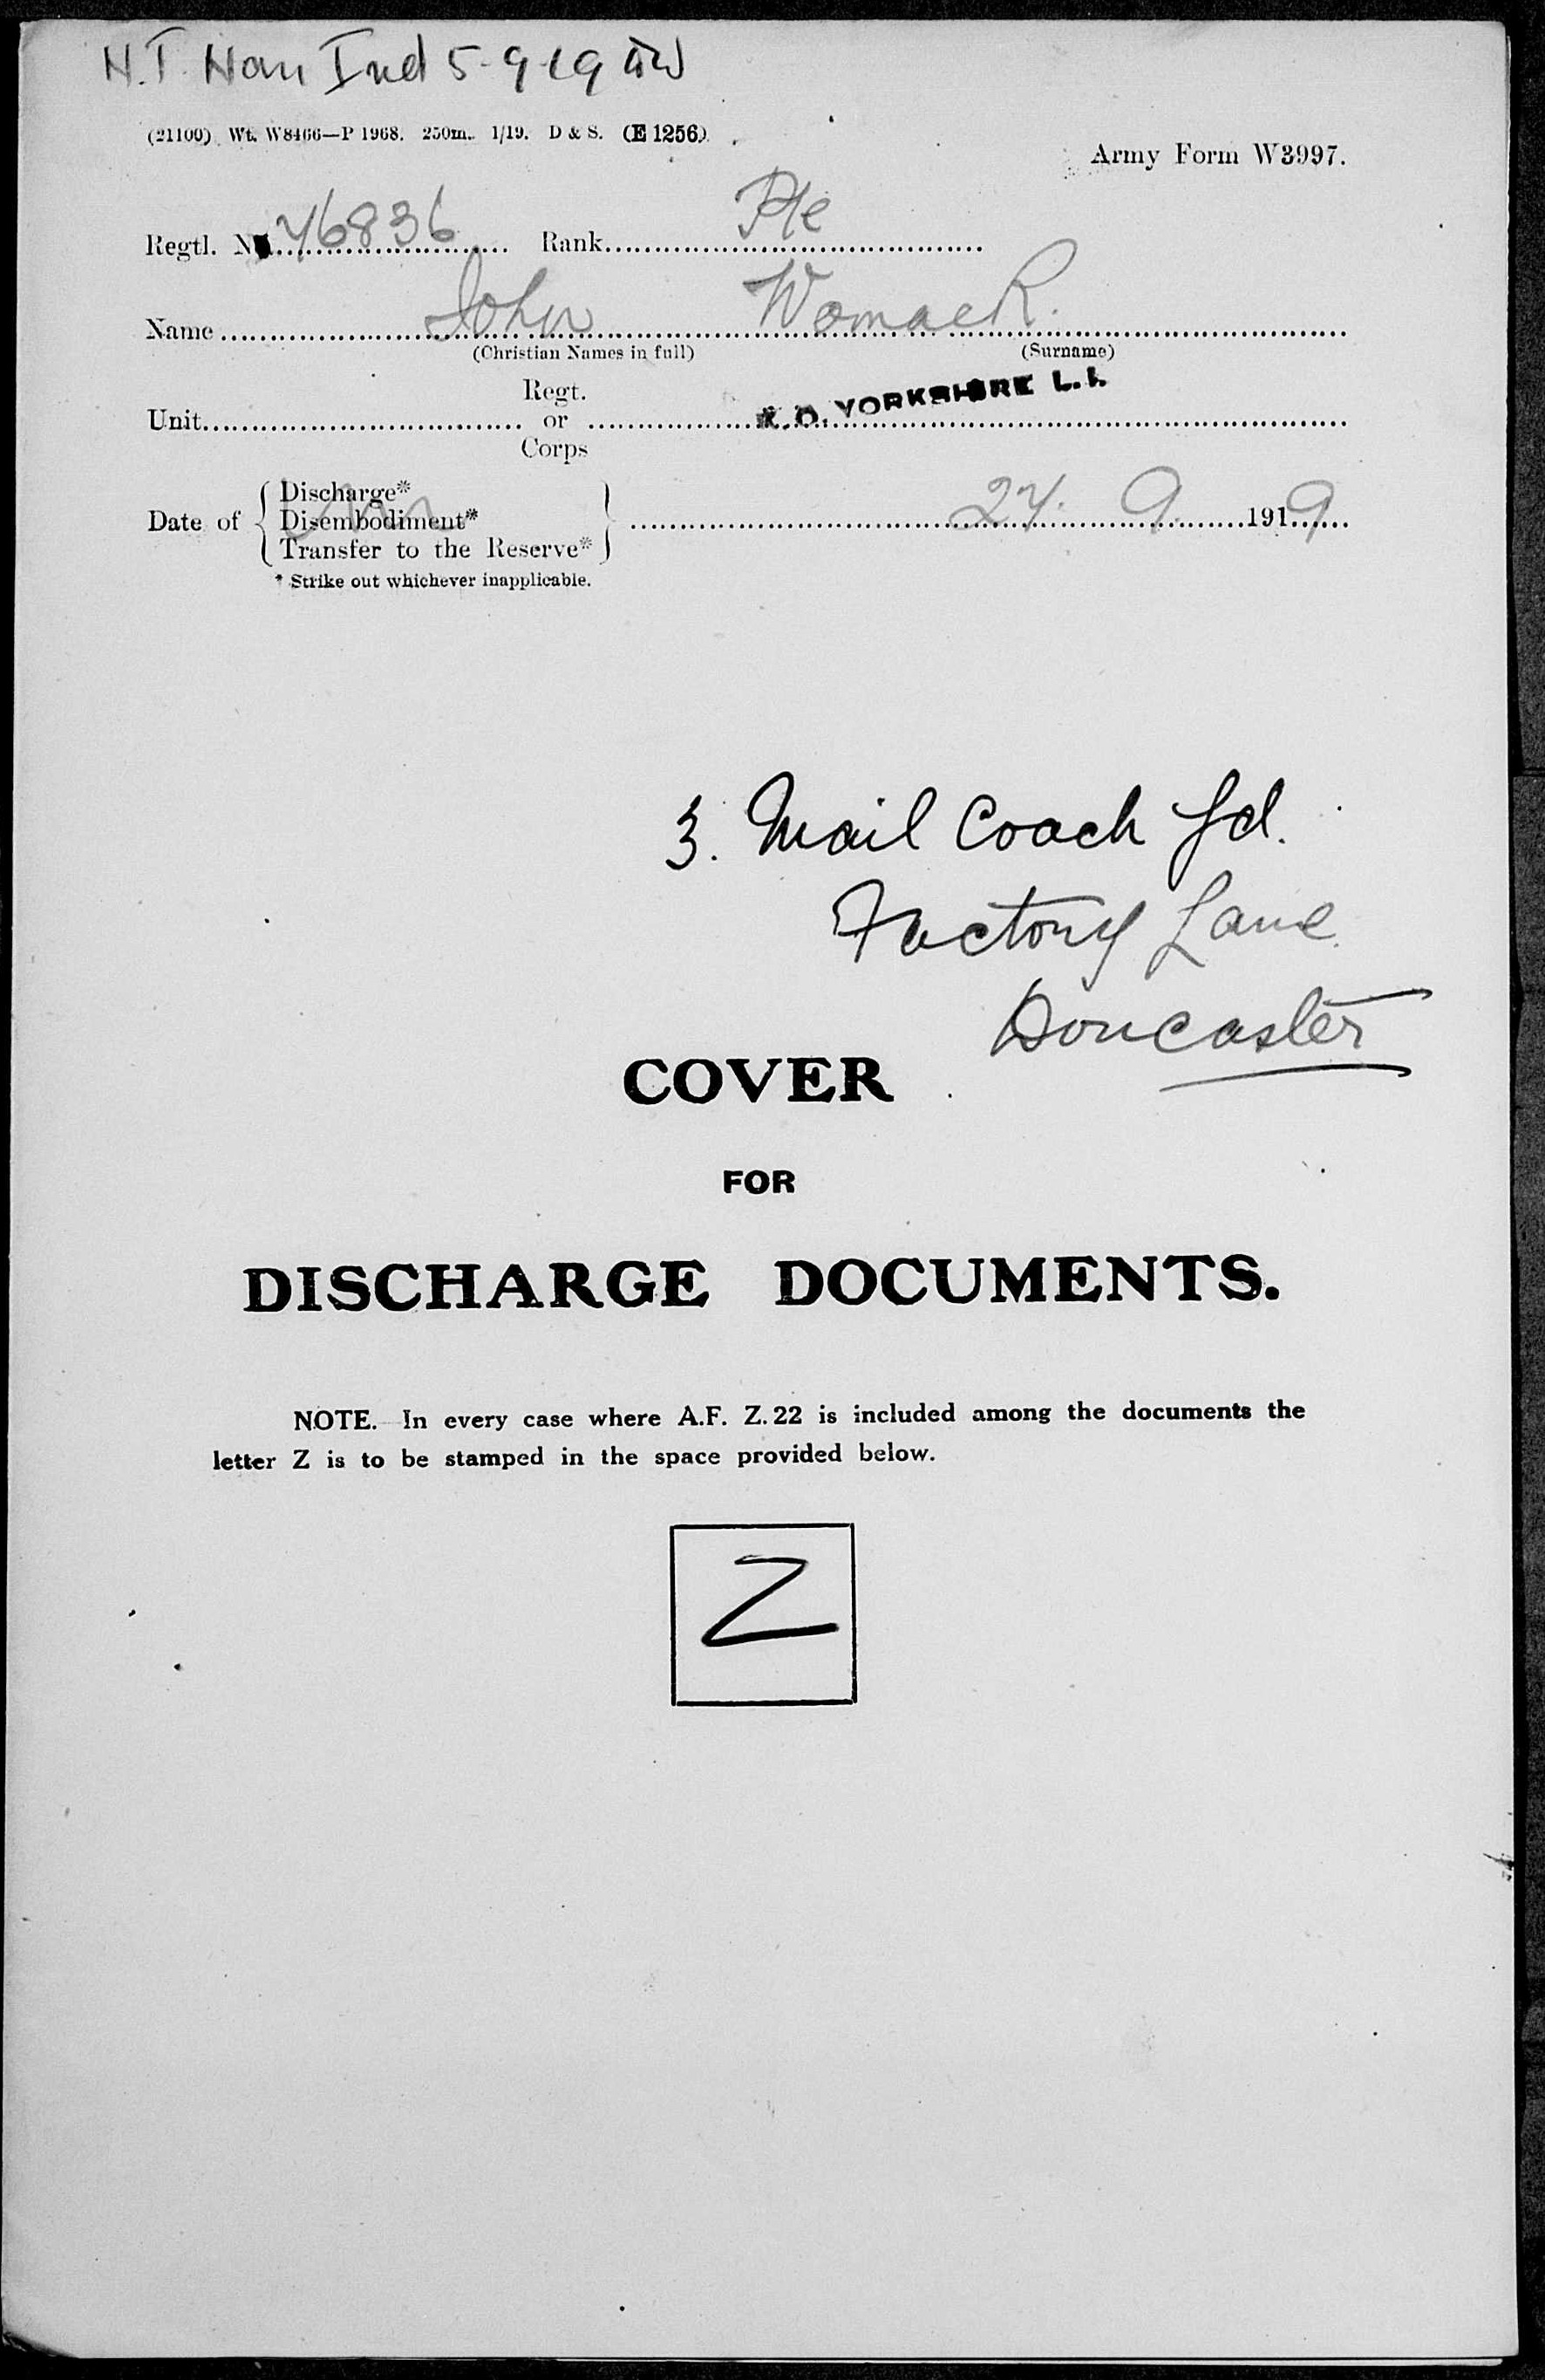 N.T. Nou Ind 5-9-19
(21100) Wt. W8466—P 1968. 250m. 1/19. D & S. (E 1256)
Army Form W3997.
Regtl. No. 46836 Rank Pte
Name John Womack.
(Christian Names in full) (Surname)
Unit Regt. or Corps K.O. YORKSHIRE L.I.
Date of Discharge*
Disembodiment* 24. 9. 1919
Transfer to the Reserve*
* Strike out whichever inapplicable.
3. Mail Coach Yd.
Factory Lane
Doncaster
COVER
FOR
DISCHARGE DOCUMENTS.
NOTE. In every case where A.F. Z.22 is included among the documents the
letter Z is to be stamped in the space provided below.
Z